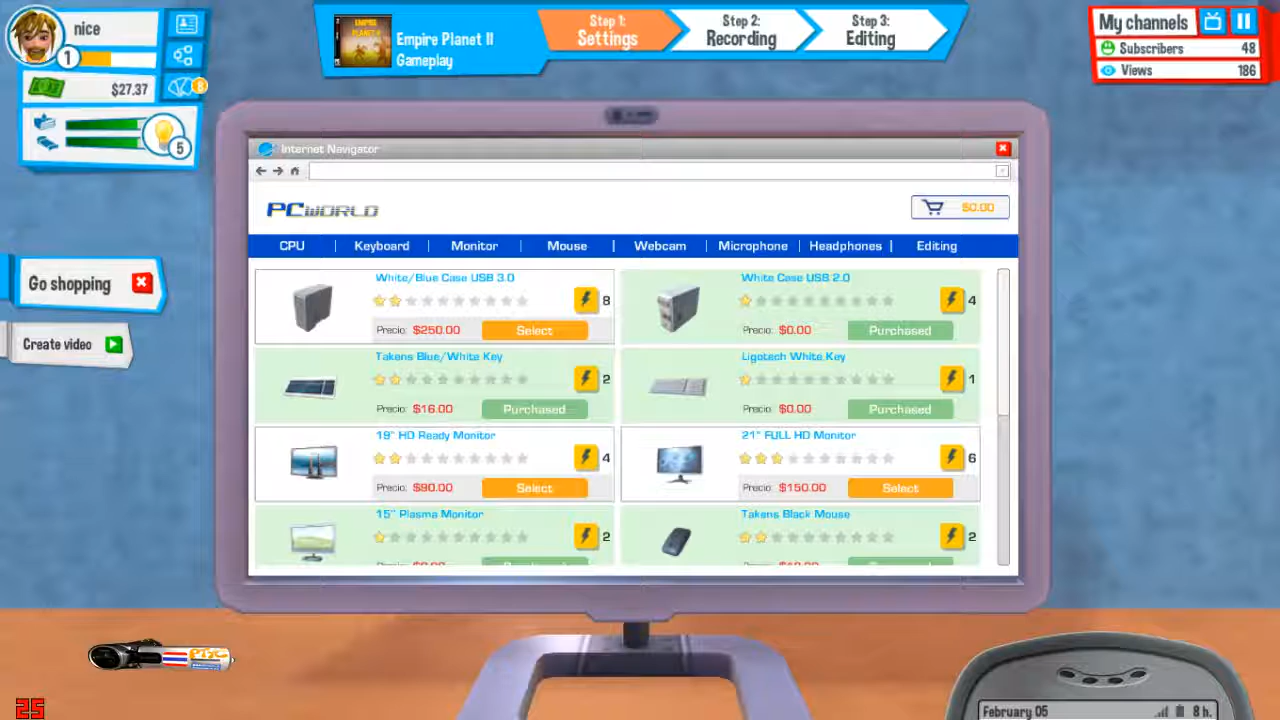 nice
1
$27.37
8
5
EMPIRE
PLANET II
Empire Planet II
Gameplay
Step 1:
Settings
Step 2:
Recording
Step 3:
Editing
My channels
Subscribers 48
Views 186
Go shopping
Create video
Internet Navigator
PCWORLD
$0.00
CPU | Keyboard | Monitor | Mouse | Webcam | Microphone | Headphones | Editing
White/Blue Case USB 3.0
8
Precio: $250.00 Select
White Case USB 2.0
4
Precio: $0.00 Purchased
Takens Blue/White Key
2
Precio: $16.00 Purchased
Ligotech White Key
1
Precio: $0.00 Purchased
19" HD Ready Monitor
4
Precio: $90.00 Select
21" FULL HD Monitor
6
Precio: $150.00 Select
15" Plasma Monitor
2
Takens Black Mouse
2
February 05 8 h.
25